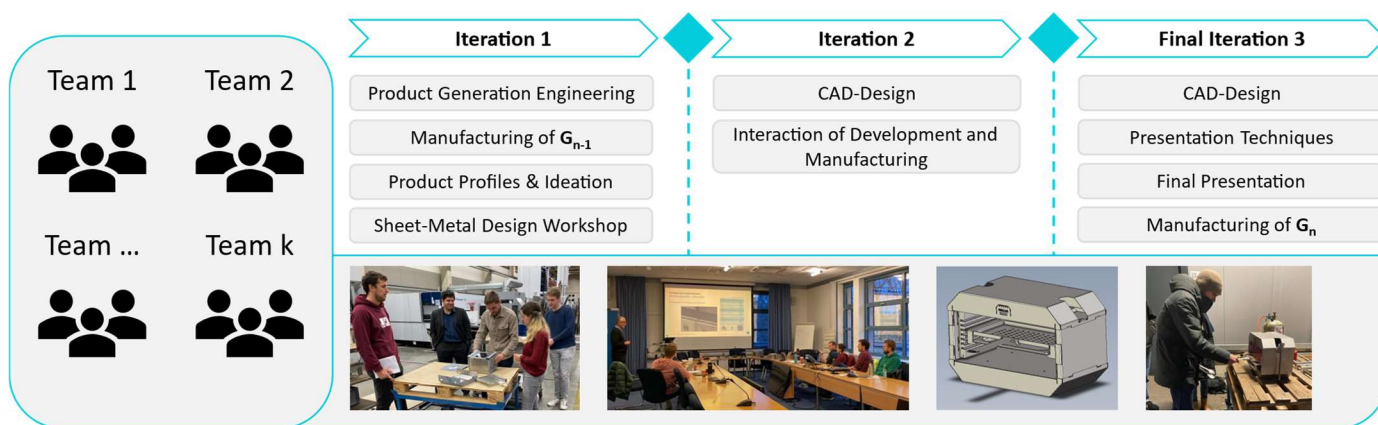 Team 1
Team 2
Team ...
Team k
Iteration 1
Product Generation Engineering
Manufacturing of Gn-1
Product Profiles & Ideation
Sheet-Metal Design Workshop
Iteration 2
CAD-Design
Interaction of Development and
Manufacturing
Final Iteration 3
CAD-Design
Presentation Techniques
Final Presentation
Manufacturing of Gn